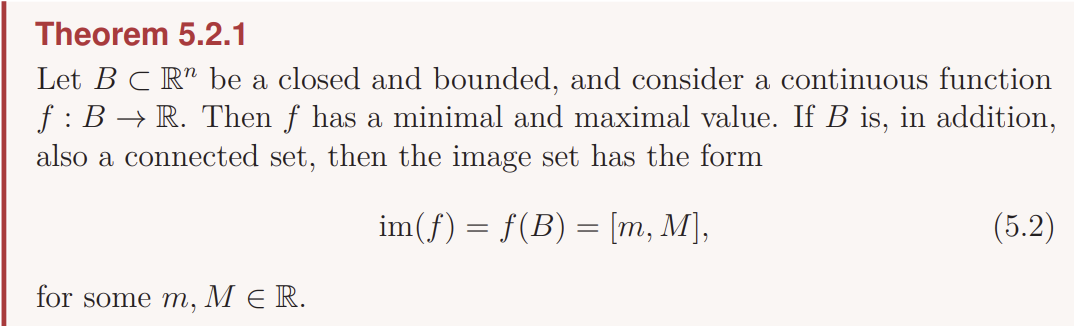 Theorem 5.2.1
Let B ⊂ ℝⁿ be a closed and bounded, and consider a continuous function
f : B → ℝ. Then f has a minimal and maximal value. If B is, in addition,
also a connected set, then the image set has the form
im(f) = f(B) = [m, M], (5.2)
for some m, M ∈ ℝ.